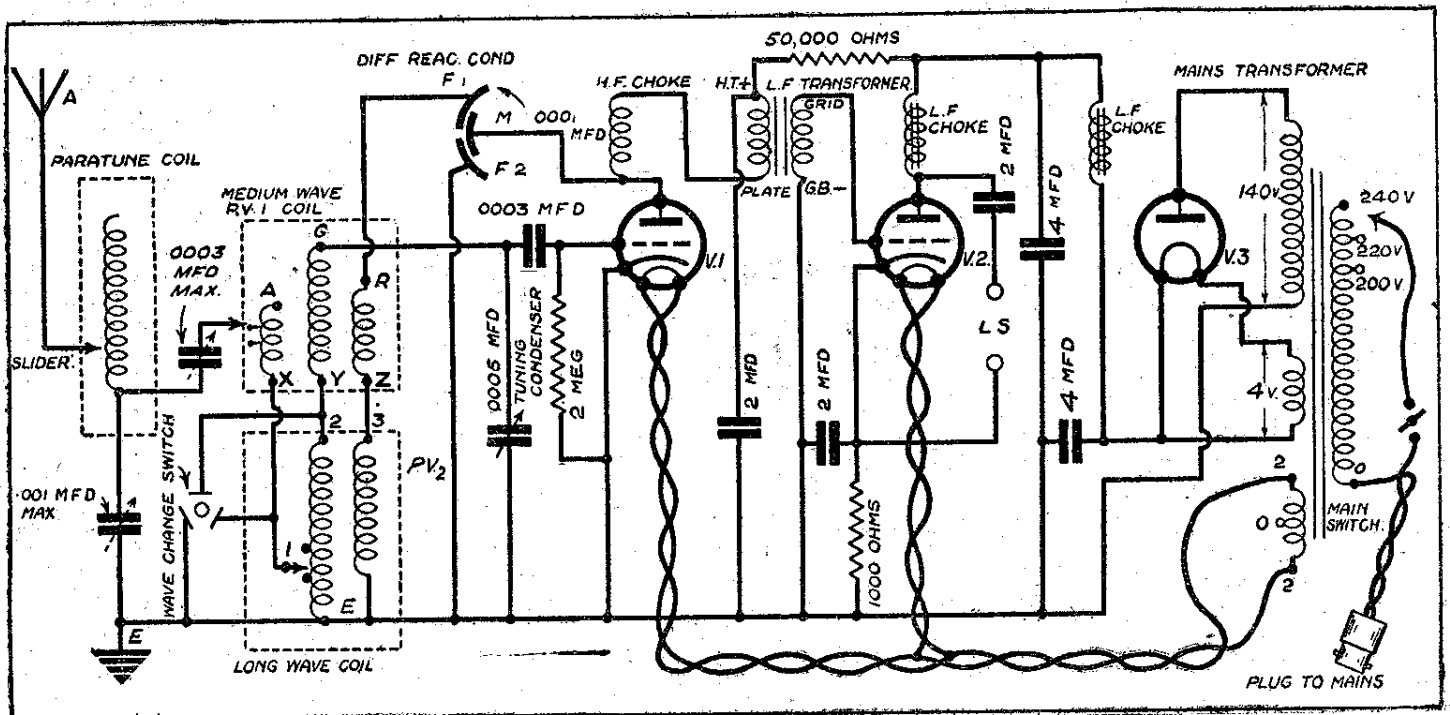 50,000 OHMS
DIFF REAC. COND
F1
M
.0001
MFD
F2
H.F. CHOKE
H.T.+
L.F TRANSFORMER
GRID
PLATE
G.B.-
L.F
CHOKE
2 MFD
4 MFD
L.F
CHOKE
MAINS TRANSFORMER
140V.
240V
220V
200V
A
PARATUNE COIL
MEDIUM WAVE
R.V.1 COIL
.0003
MFD
MAX.
G
A
R
X
Y
Z
SLIDER.
.0003 MFD
V.1
V.2.
V.3
L S
.0005 MFD
TUNING
CONDENSER
2 MEG
2 MFD
2 MFD
4 MFD
4V.
2
3
WAVE CHANGE SWITCH
.001 MFD
MAX
1
E
E
LONG WAVE COIL
PV.2
1000 OHMS
2
0
2
0
MAIN
SWITCH.
PLUG TO MAINS